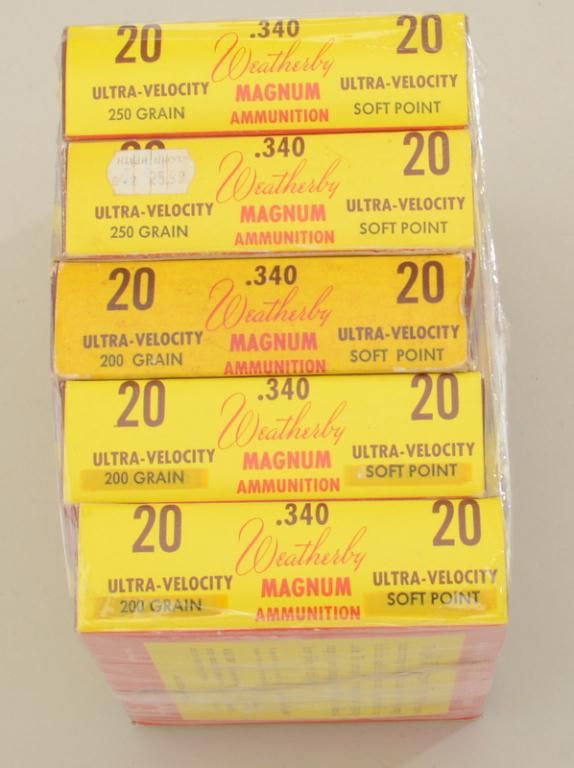 20 .340 20
Weatherby
ULTRA-VELOCITY MAGNUM ULTRA-VELOCITY
250 GRAIN AMMUNITION SOFT POINT
.340 20
Weatherby
25.59
ULTRA-VELOCITY MAGNUM ULTRA-VELOCITY
250 GRAIN AMMUNITION SOFT POINT
20 .340 20
Weatherby
ULTRA-VELOCITY MAGNUM ULTRA-VELOCITY
200 GRAIN AMMUNITION SOFT POINT
20 .340 20
Weatherby
ULTRA-VELOCITY MAGNUM ULTRA-VELOCITY
200 GRAIN AMMUNITION SOFT POINT
20 .340 20
Weatherby
ULTRA-VELOCITY MAGNUM ULTRA-VELOCITY
200 GRAIN AMMUNITION SOFT POINT